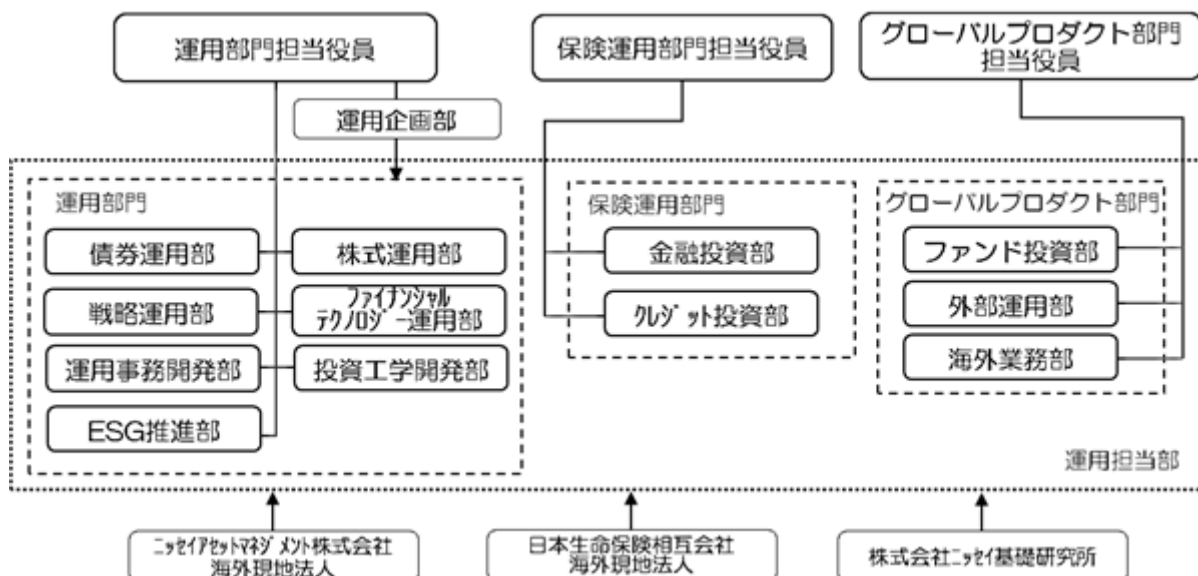 運用部門担当役員
保険運用部門担当役員
グローバルプロダクト部門
担当役員
運用企画部
運用部門
債券運用部
株式運用部
戦略運用部
ファイナンシャル
テクノロジー運用部
運用事務開発部
投資工学開発部
ESG推進部
保険運用部門
金融投資部
クレジット投資部
グローバルプロダクト部門
ファンド投資部
外部運用部
海外業務部
運用担当部
ニッセイアセットマネジメント株式会社
海外現地法人
日本生命保険相互会社
海外現地法人
株式会社ニッセイ基礎研究所